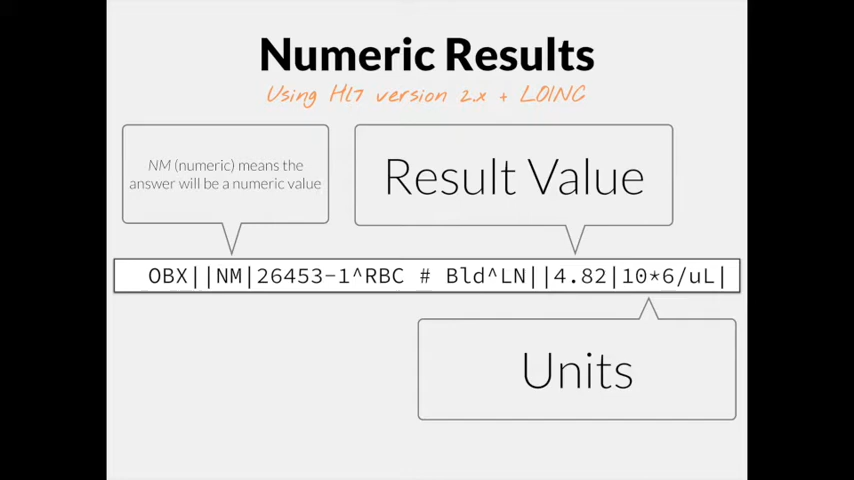 Numeric Results
Using HL7 version 2.x + LOINC
NM (numeric) means the
answer will be a numeric value
Result Value
OBX||NM|26453-1^RBC # Bld^LN||4.82|10*6/uL|
Units